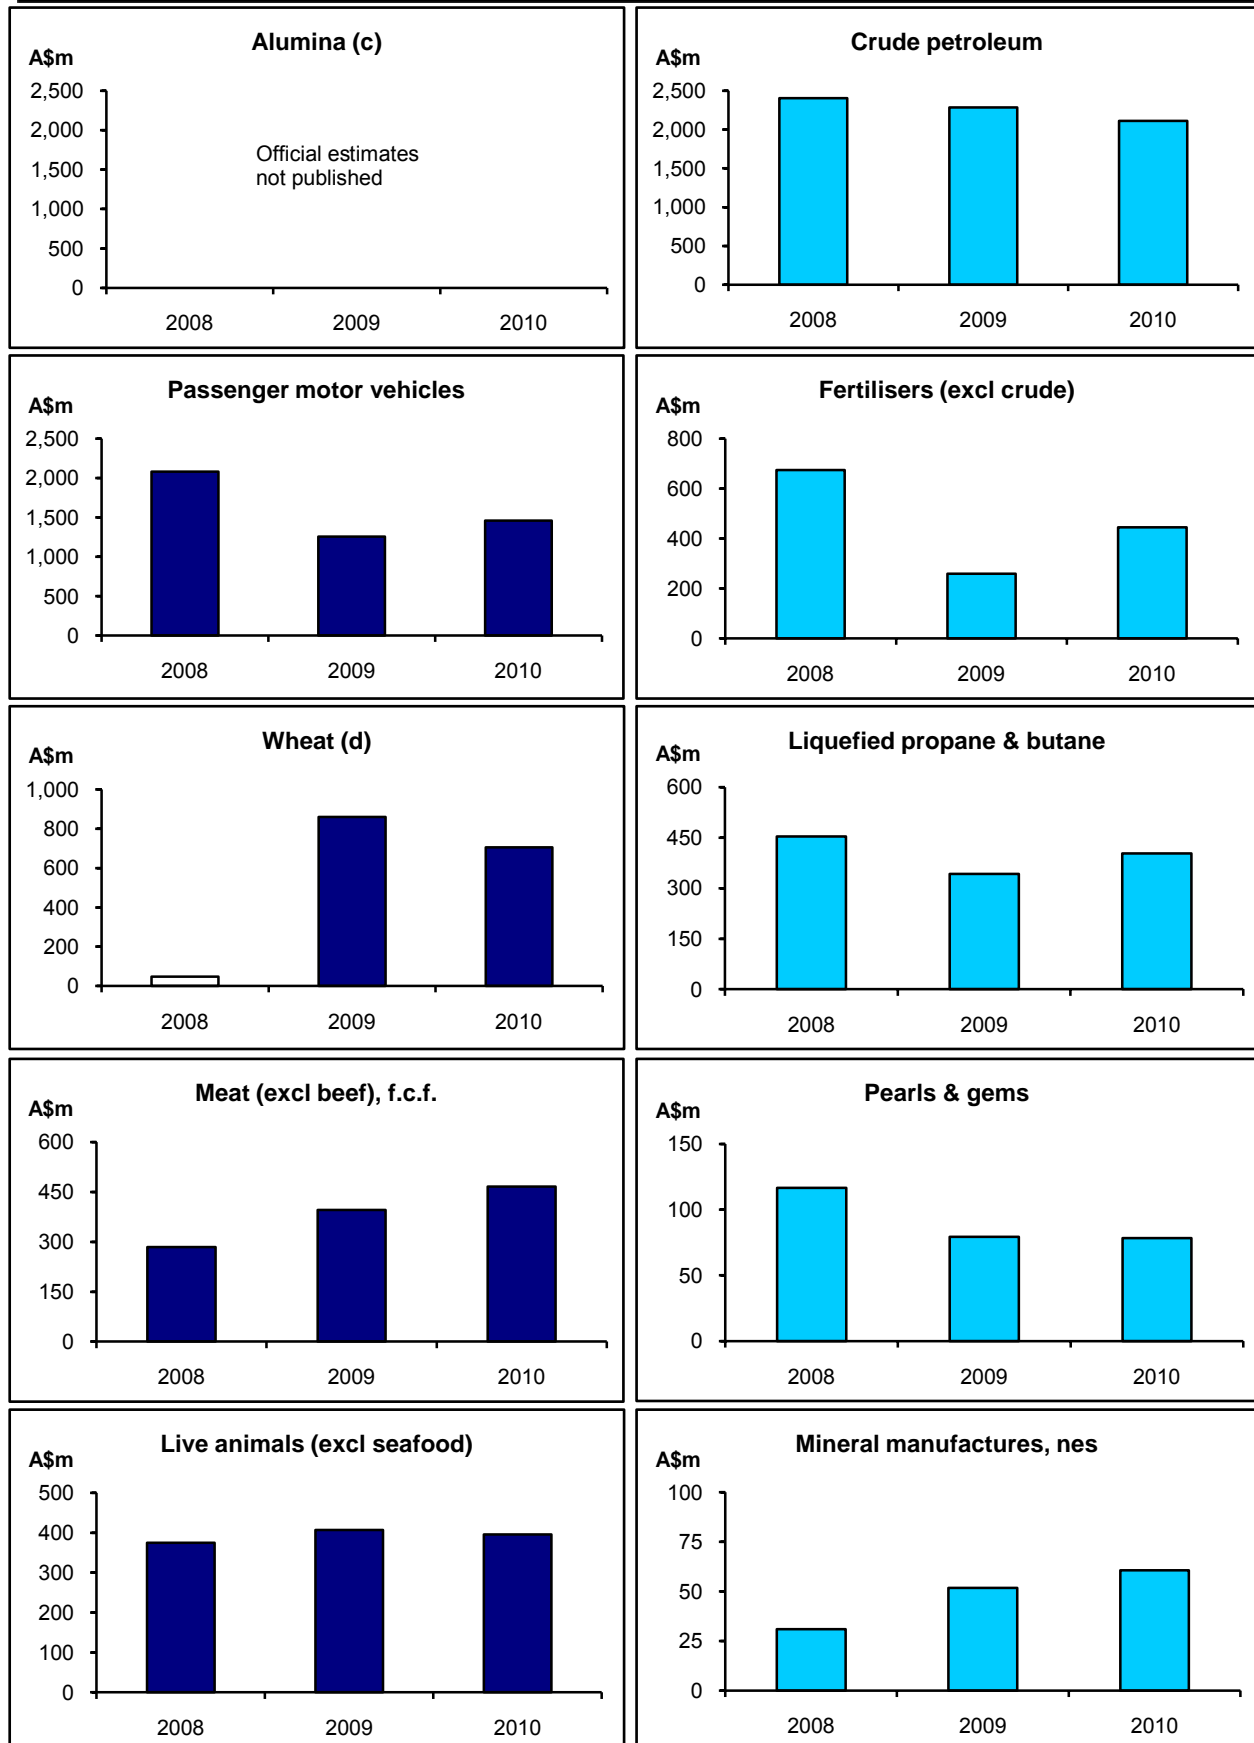 Alumina (c)
A$m
2,500
2,000
1,500
1,000
500
0
Official estimates
not published
2008 2009 2010
Crude petroleum
A$m
2,500
2,000
1,500
1,000
500
0
2008 2009 2010
Passenger motor vehicles
A$m
2,500
2,000
1,500
1,000
500
0
2008 2009 2010
Fertilisers (excl crude)
A$m
800
600
400
200
0
2008 2009 2010
Wheat (d)
A$m
1,000
800
600
400
200
0
2008 2009 2010
Liquefied propane & butane
A$m
600
450
300
150
0
2008 2009 2010
Meat (excl beef), f.c.f.
A$m
600
450
300
150
0
2008 2009 2010
Pearls & gems
A$m
150
100
50
0
2008 2009 2010
Live animals (excl seafood)
A$m
500
400
300
200
100
0
2008 2009 2010
Mineral manufactures, nes
A$m
100
75
50
25
0
2008 2009 2010